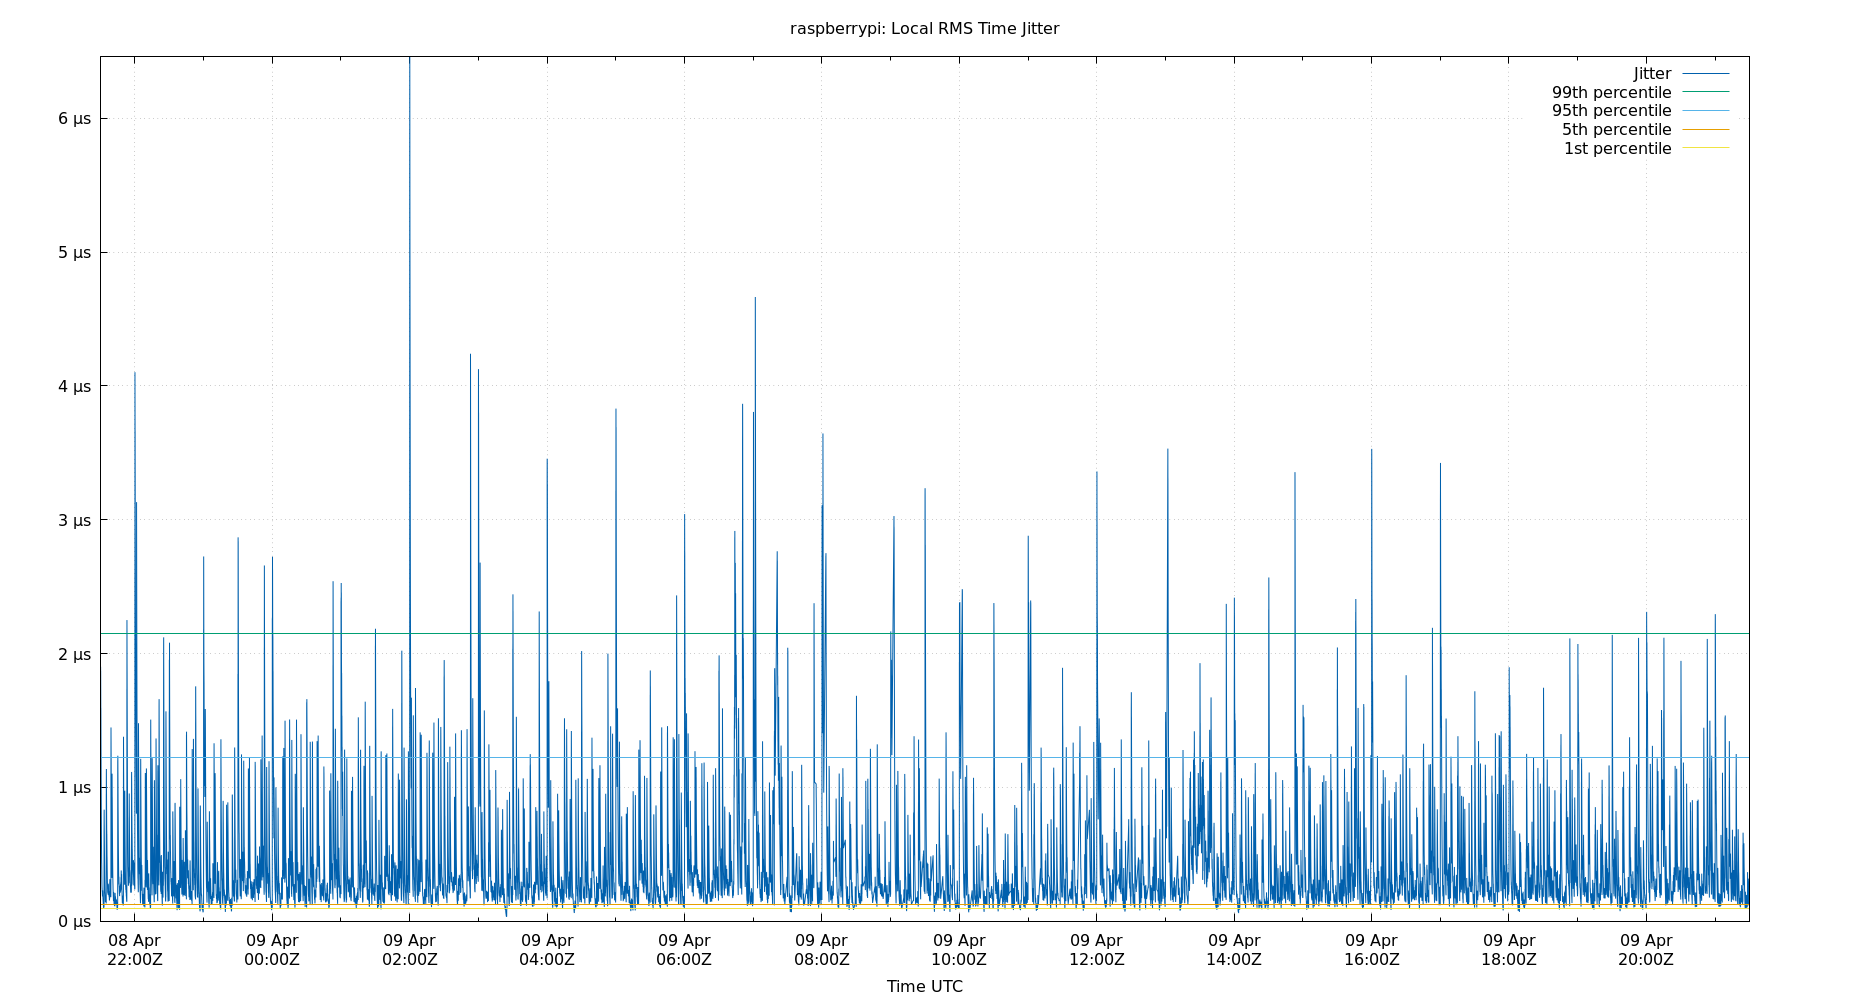 raspberrypi: Local RMS Time Jitter
Jitter
99th percentile
95th percentile
5th percentile
1st percentile
6 µs
5 µs
4 µs
3 µs
2 µs
1 µs
0 µs
08 Apr 09 Apr 09 Apr 09 Apr 09 Apr 09 Apr 09 Apr 09 Apr 09 Apr 09 Apr 09 Apr 09 Apr
22:00Z 00:00Z 02:00Z 04:00Z 06:00Z 08:00Z 10:00Z 12:00Z 14:00Z 16:00Z 18:00Z 20:00Z
Time UTC